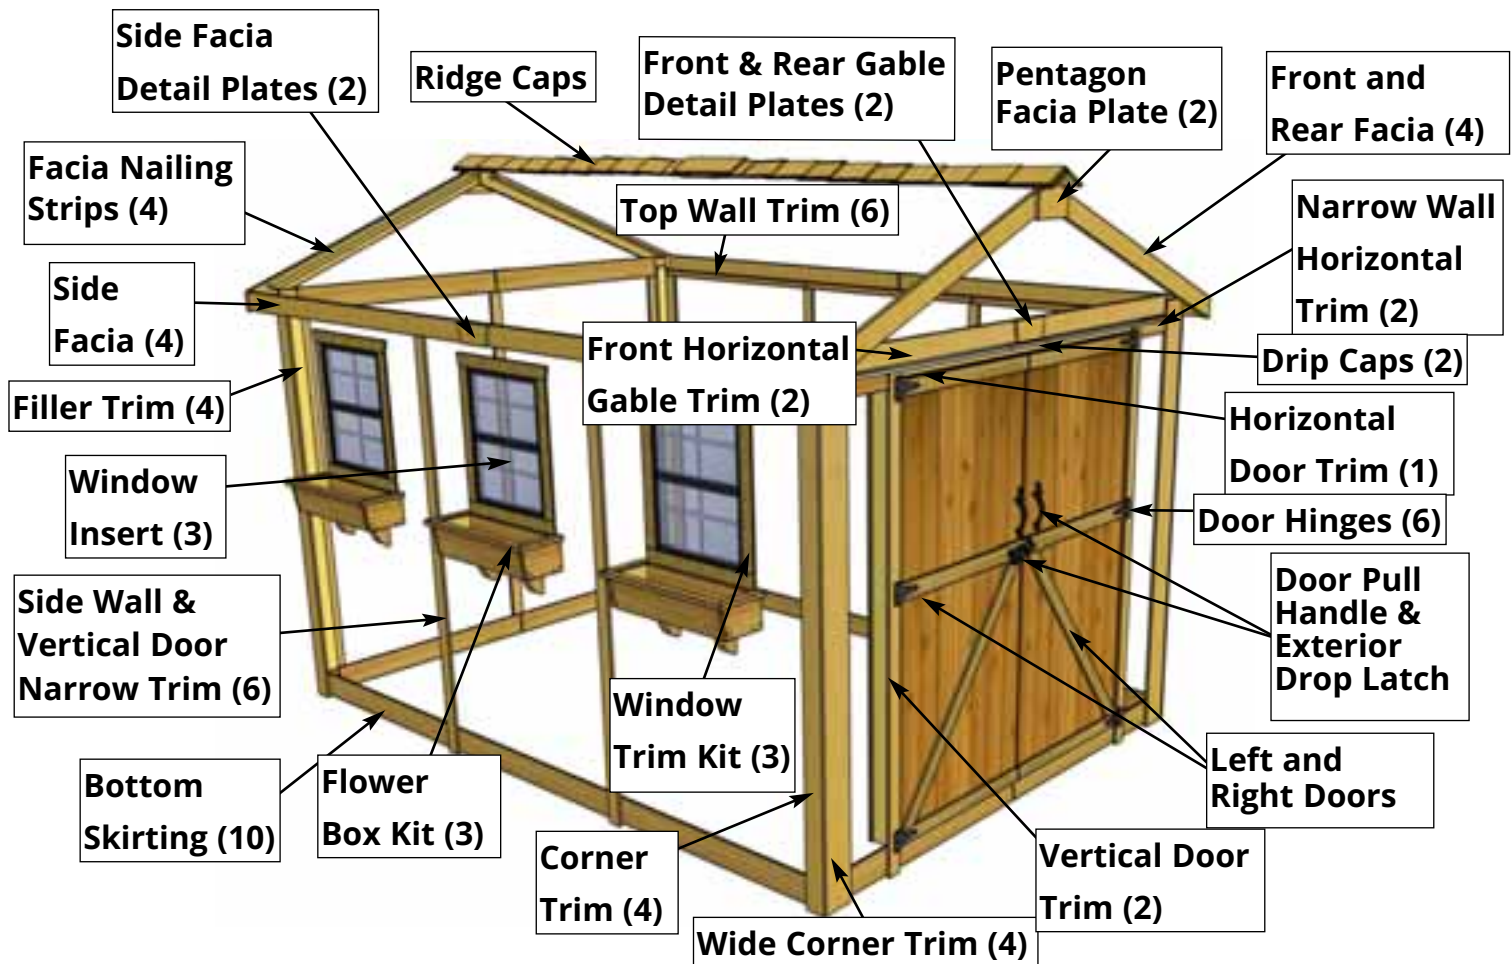 Side Facia
Detail Plates (2)
Ridge Caps
Front & Rear Gable
Detail Plates (2)
Pentagon
Facia Plate (2)
Front and
Rear Facia (4)
Facia Nailing
Strips (4)
Top Wall Trim (6)
Narrow Wall
Horizontal
Trim (2)
Side
Facia (4)
Front Horizontal
Gable Trim (2)
Drip Caps (2)
Filler Trim (4)
Horizontal
Door Trim (1)
Window
Insert (3)
Door Hinges (6)
Side Wall &
Vertical Door
Narrow Trim (6)
Door Pull
Handle &
Exterior
Drop Latch
Window
Trim Kit (3)
Left and
Right Doors
Bottom
Skirting (10)
Flower
Box Kit (3)
Corner
Trim (4)
Vertical Door
Trim (2)
Wide Corner Trim (4)